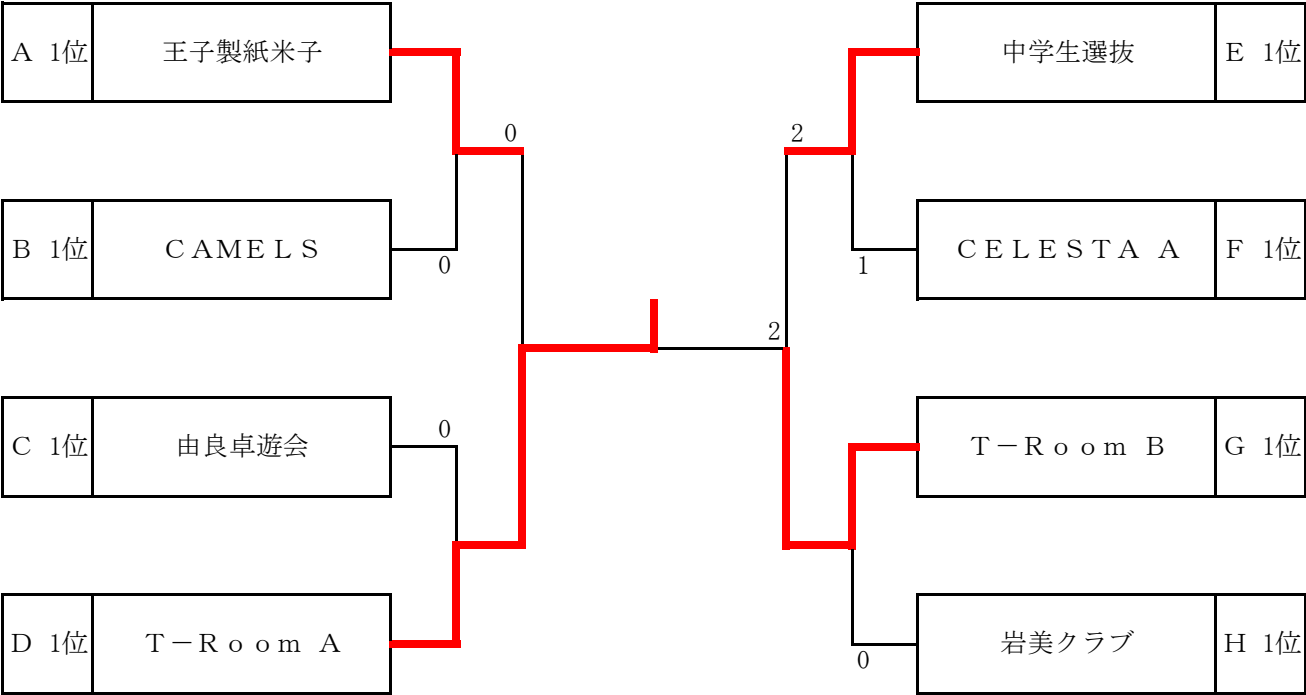 A 1位 王子製紙米子 中学生選抜 E 1位
0 2
B 1位 ＣＡＭＥＬＳ ＣＥＬＥＳＴＡ Ａ F 1位
0 1
2
0
C 1位 由良卓遊会 Ｔ－Ｒｏｏｍ Ｂ G 1位
D 1位 Ｔ－Ｒｏｏｍ Ａ 岩美クラブ H 1位
0